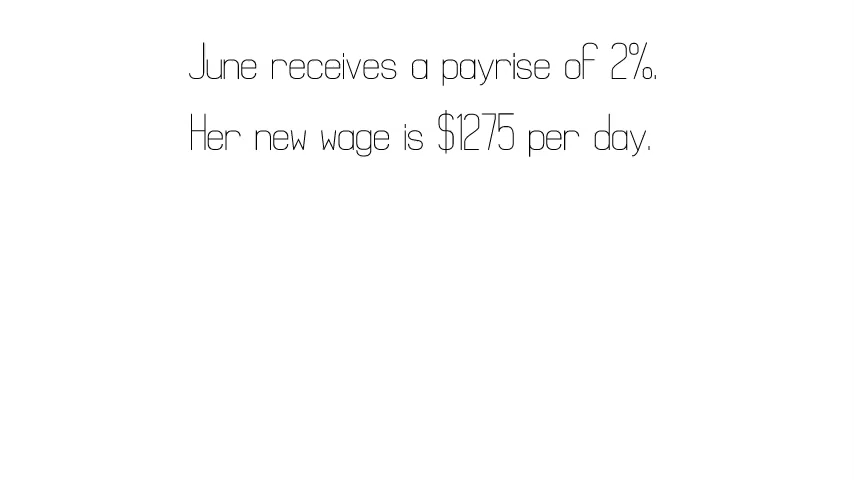 June receives a payrise of 2%.
Her new wage is $1275 per day.